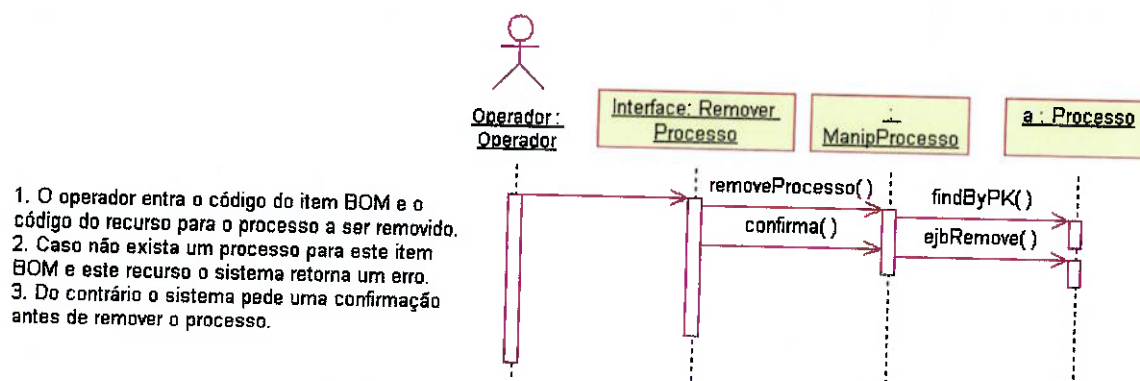 Operador :
Operador
Interface: Remover
Processo
:
ManipProcesso
a : Processo
1. O operador entra o código do item BOM e o
código do recurso para o processo a ser removido.
2. Caso não exista um processo para este item
BOM e este recurso o sistema retorna um erro.
3. Do contrário o sistema pede uma confirmação
antes de remover o processo.
removeProcesso()
findByPK()
confirma()
ejbRemove()